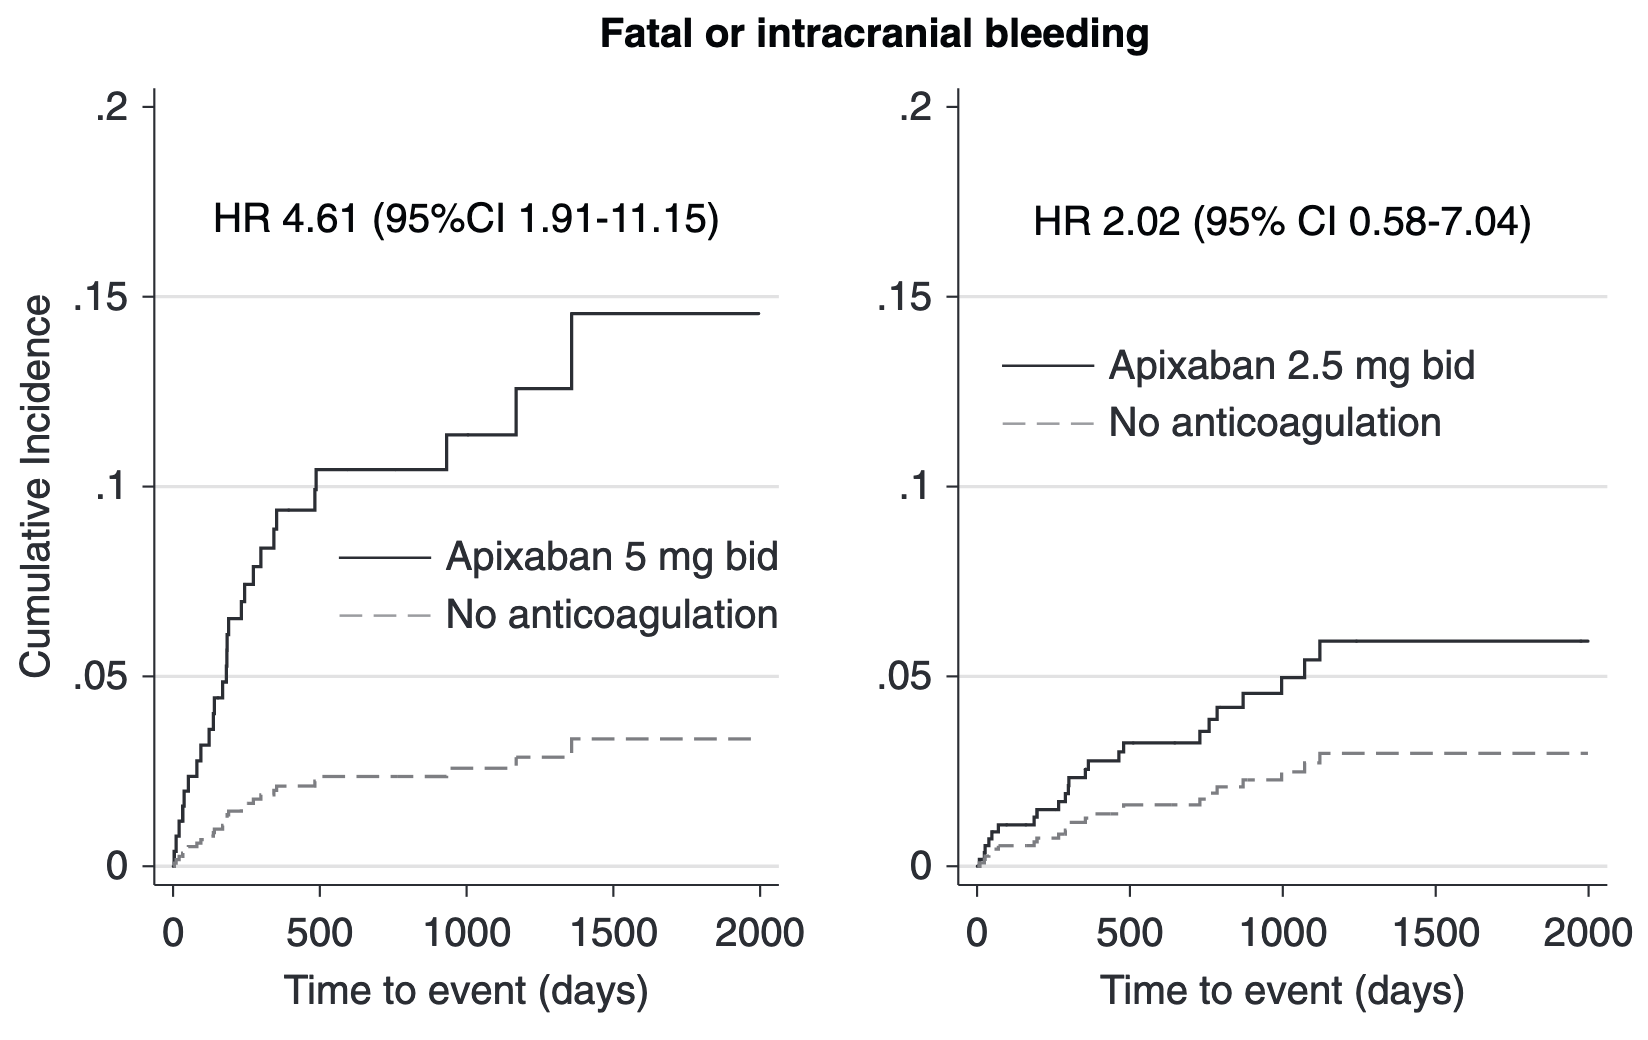 Fatal or intracranial bleeding
Cumulative Incidence
.2
.15
.1
.05
0
HR 4.61 (95%CI 1.91-11.15)
Apixaban 5 mg bid
No anticoagulation
0 500 1000 1500 2000
Time to event (days)
.2
.15
.1
.05
0
HR 2.02 (95% CI 0.58-7.04)
Apixaban 2.5 mg bid
No anticoagulation
0 500 1000 1500 2000
Time to event (days)